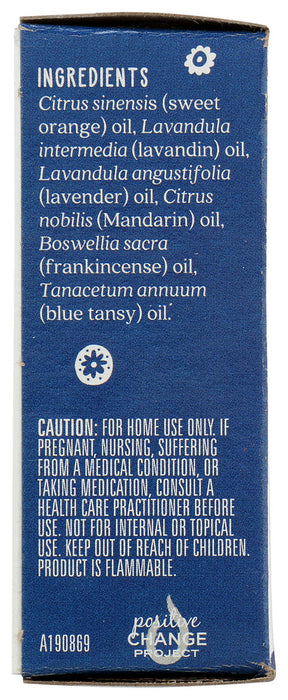 INGREDIENTS
Citrus sinensis (sweet
orange) oil, Lavandula
intermedia (lavandin) oil,
Lavandula angustifolia
(lavender) oil, Citrus
nobilis (Mandarin) oil,
Boswellia sacra
(frankincense) oil,
Tanacetum annuum
(blue tansy) oil.
CAUTION: FOR HOME USE ONLY. IF
PREGNANT, NURSING, SUFFERING
FROM A MEDICAL CONDITION, OR
TAKING MEDICATION, CONSULT A
HEALTH CARE PRACTITIONER BEFORE
USE. NOT FOR INTERNAL OR TOPICAL
USE. KEEP OUT OF REACH OF CHILDREN.
PRODUCT IS FLAMMABLE.
A190869
positive
CHANGE
PROJECT